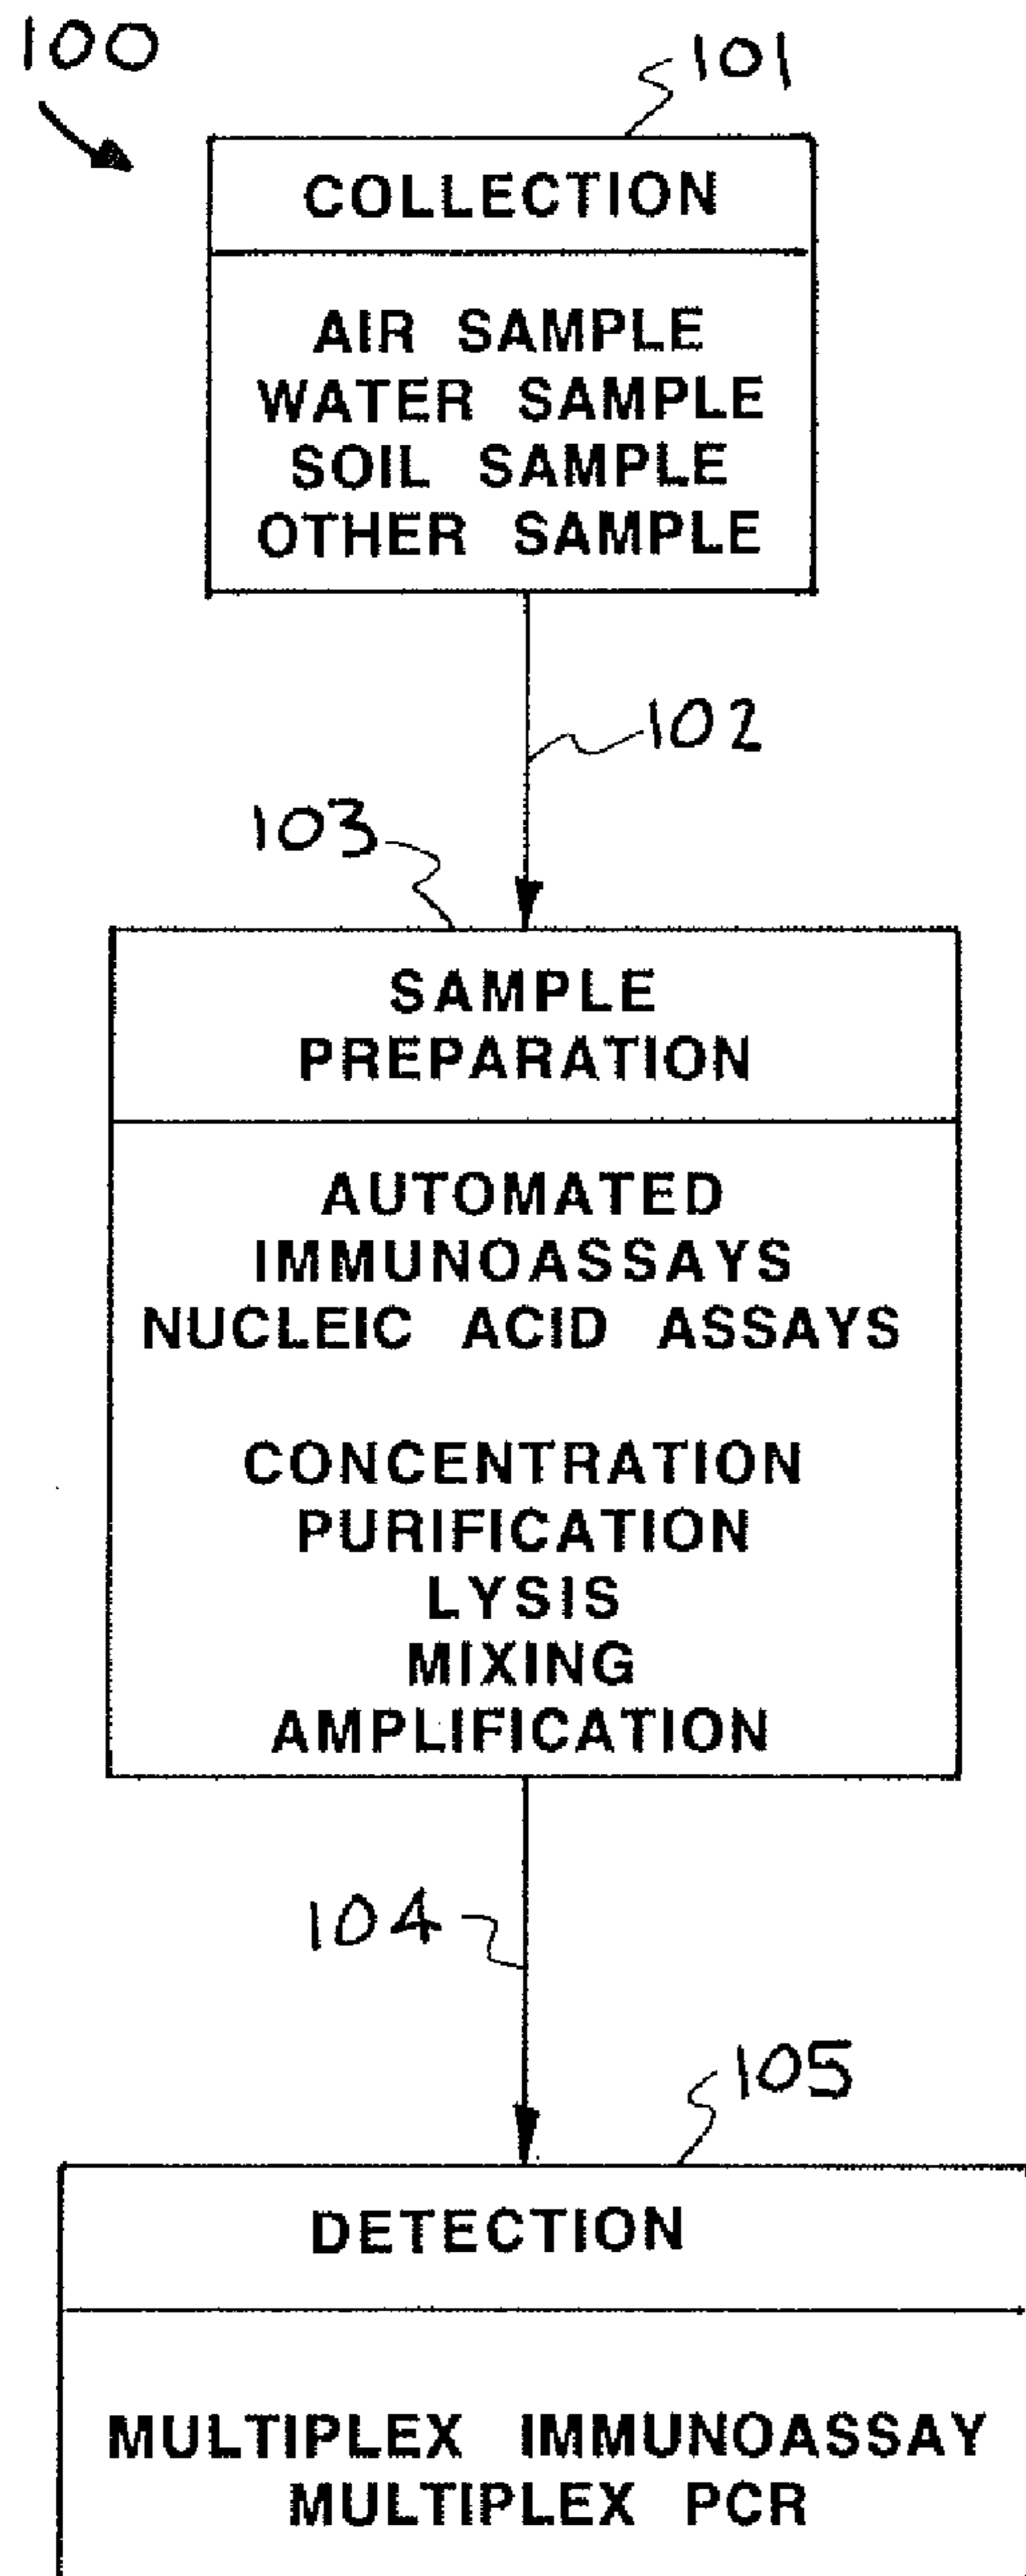 100
101
COLLECTION
AIR SAMPLE
WATER SAMPLE
SOIL SAMPLE
OTHER SAMPLE
102
103
SAMPLE
PREPARATION
AUTOMATED
IMMUNOASSAYS
NUCLEIC ACID ASSAYS
CONCENTRATION
PURIFICATION
LYSIS
MIXING
AMPLIFICATION
104
105
DETECTION
MULTIPLEX IMMUNOASSAY
MULTIPLEX PCR